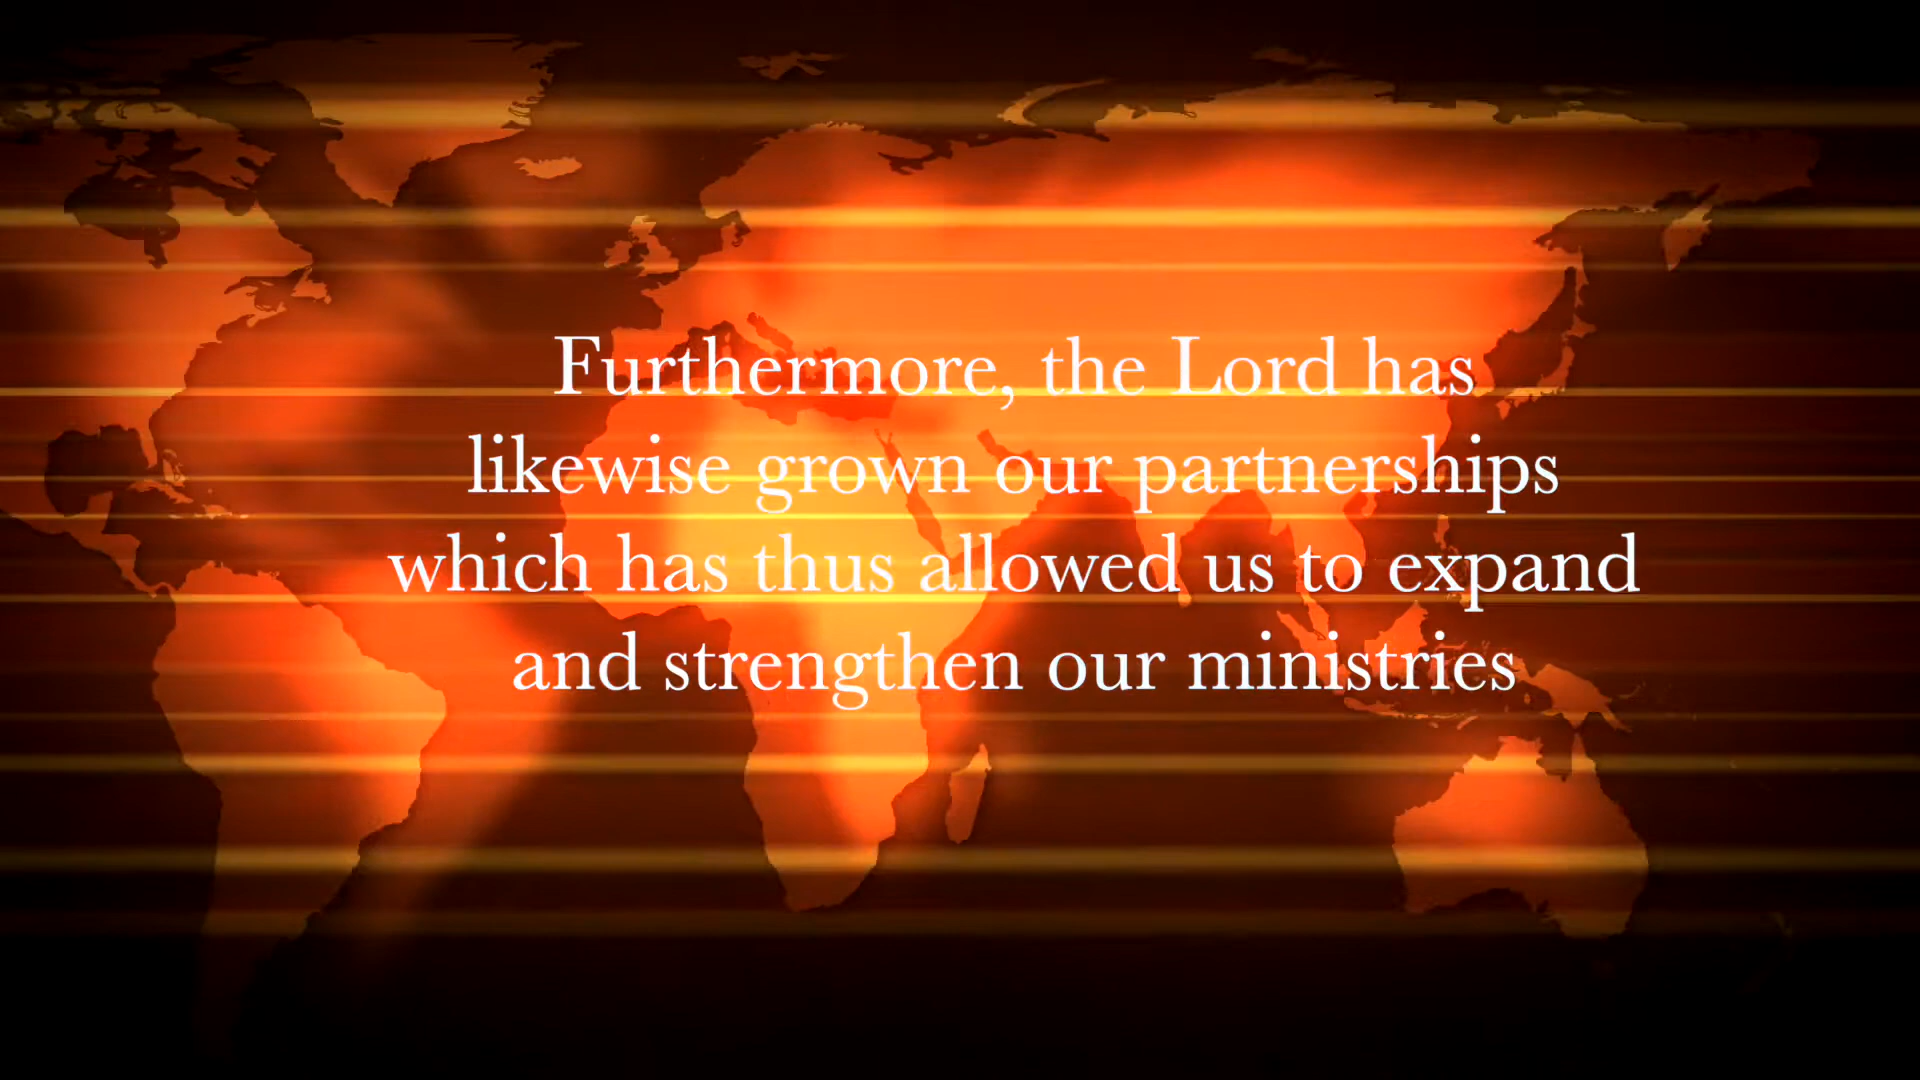 Furthermore, the Lord has
likewise grown our partnerships
which has thus allowed us to expand
and strengthen our ministries